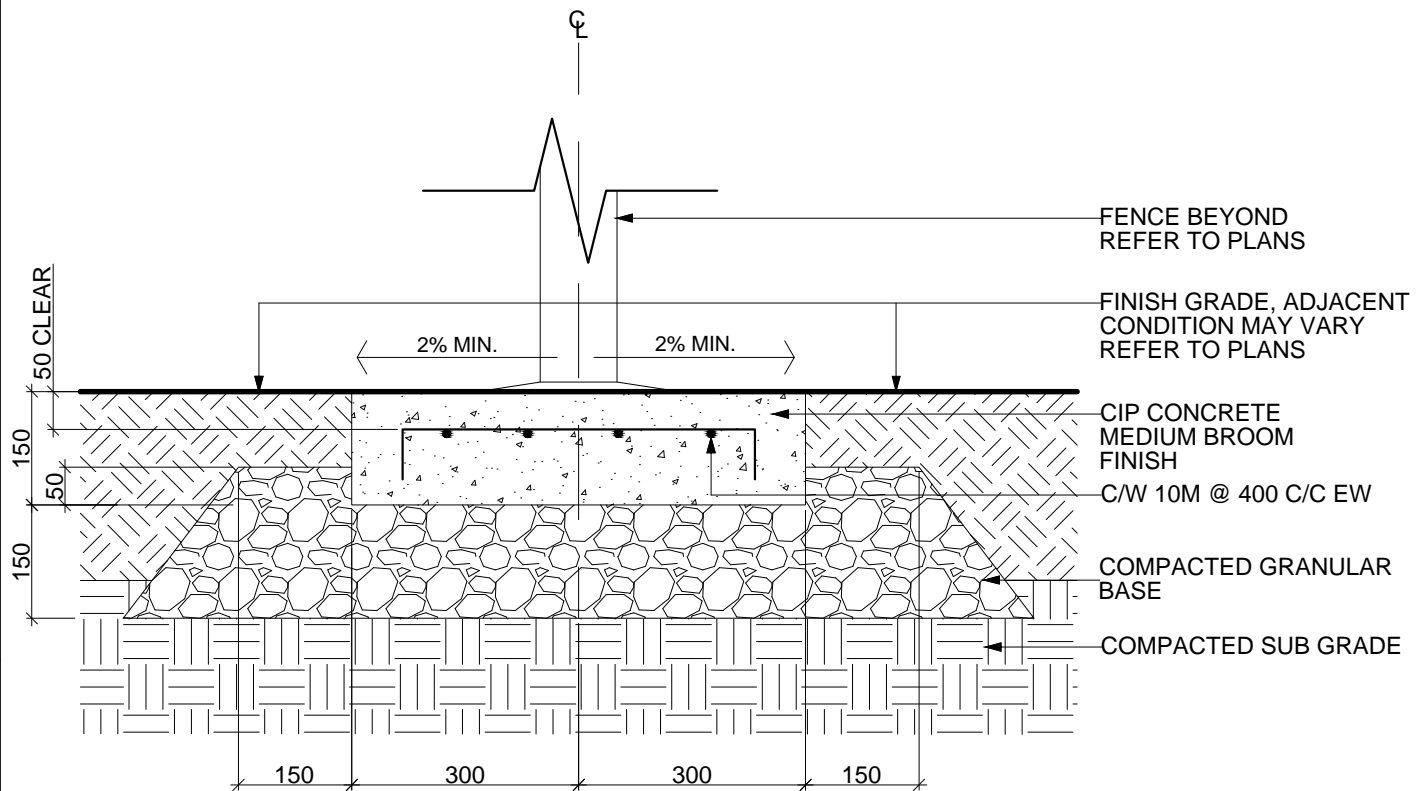 ℄
FENCE BEYOND
REFER TO PLANS
50 CLEAR
FINISH GRADE, ADJACENT
CONDITION MAY VARY
REFER TO PLANS
2% MIN.
2% MIN.
150
CIP CONCRETE
MEDIUM BROOM
FINISH
50
C/W 10M @ 400 C/C EW
150
COMPACTED GRANULAR
BASE
COMPACTED SUB GRADE
150
300
300
150